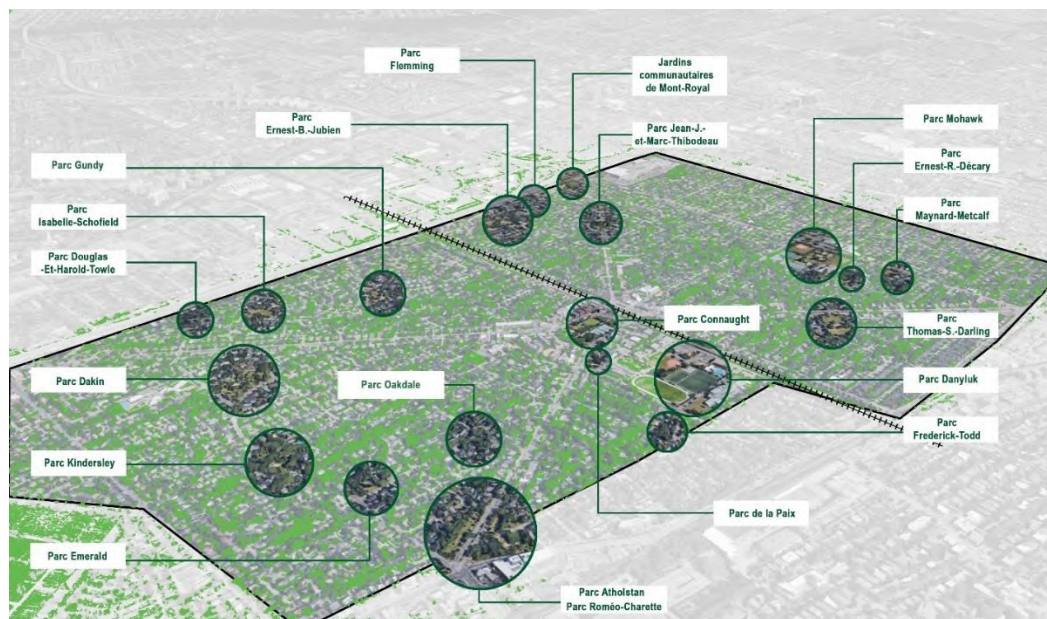 Parc
Flemming
Jardins
communautaires
de Mont-Royal
Parc
Ernest-B.-Jubien
Parc Jean-J.-
et-Marc-Thibodeau
Parc Mohawk
Parc Gundy
Parc
Ernest-R.-Décary
Parc
Isabelle-Schofield
Parc
Maynard-Metcalf
Parc Douglas
-Et-Harold-Towle
Parc Connaught
Parc
Thomas-S.-Darling
Parc Dakin
Parc Oakdale
Parc Danyluk
Parc
Frederick-Todd
Parc Kindersley
Parc de la Paix
Parc Emerald
Parc Atholstan
Parc Roméo-Charette